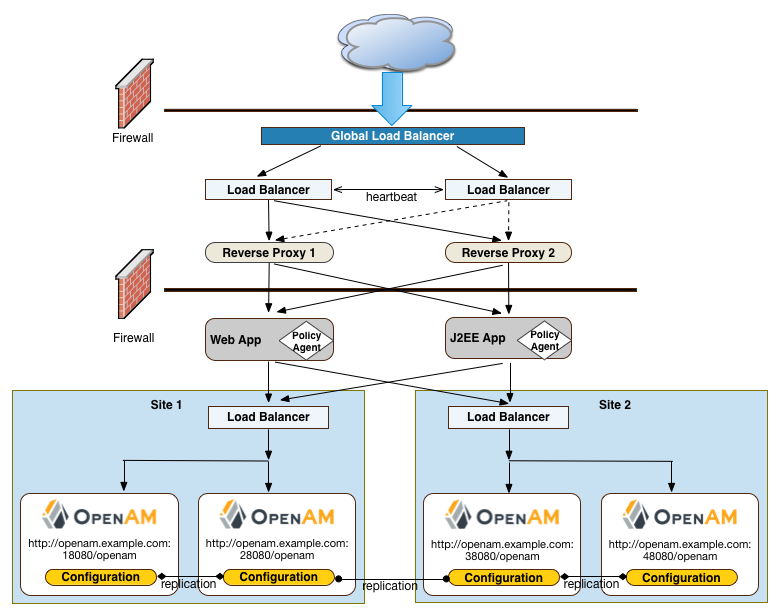 Firewall
Global Load Balancer
Load Balancer
heartbeat
Load Balancer
Reverse Proxy 1
Reverse Proxy 2
Firewall
Web App
Policy
Agent
J2EE App
Policy
Agent
Site 1
Load Balancer
Load Balancer
Site 2
OPENAM
http://openam.example.com:
18080/openam
Configuration
replication
OPENAM
http://openam.example.com:
28080/openam
Configuration
replication
OPENAM
http://openam.example.com:
38080/openam
Configuration
replication
OPENAM
http://openam.example.com:
48080/openam
Configuration